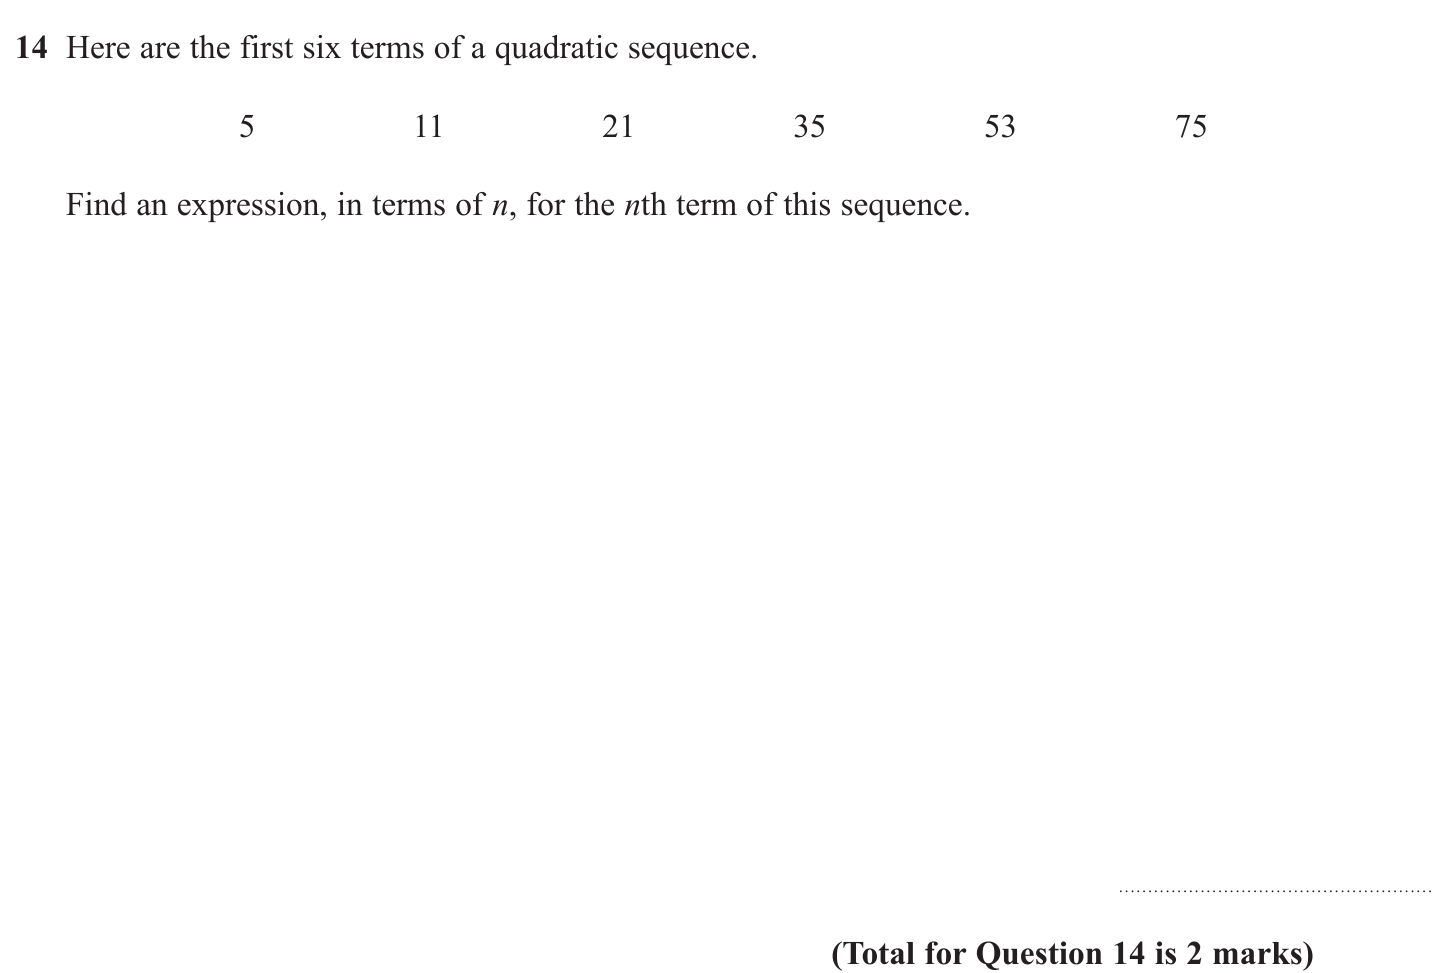 14 Here are the first six terms of a quadratic sequence.
5 11 21 35 53 75
Find an expression, in terms of n, for the nth term of this sequence.
(Total for Question 14 is 2 marks)